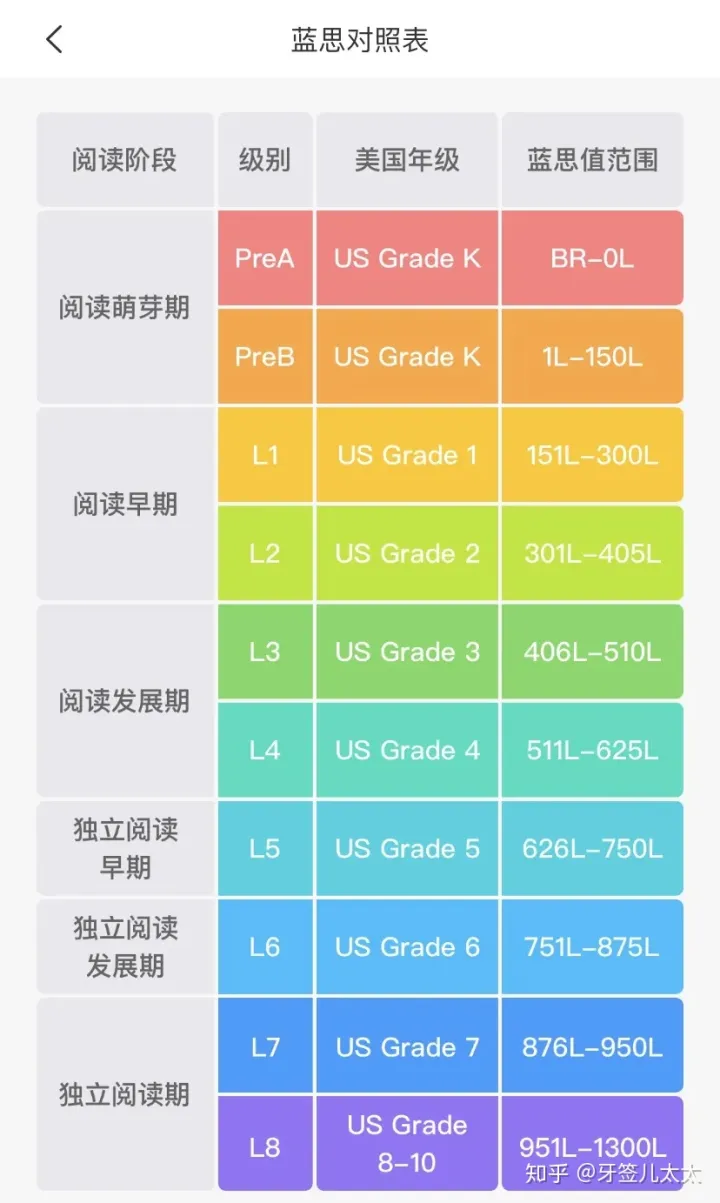 蓝思对照表
阅读阶段 级别 美国年级 蓝思值范围
阅读萌芽期
PreA US Grade K BR-0L
PreB US Grade K 1L-150L
阅读早期
L1 US Grade 1 151L-300L
L2 US Grade 2 301L-405L
阅读发展期
L3 US Grade 3 406L-510L
L4 US Grade 4 511L-625L
独立阅读
早期
L5 US Grade 5 626L-750L
独立阅读
发展期
L6 US Grade 6 751L-875L
独立阅读期
L7 US Grade 7 876L-950L
L8 US Grade
8-10
951L-1300L
知乎 @牙签儿太太